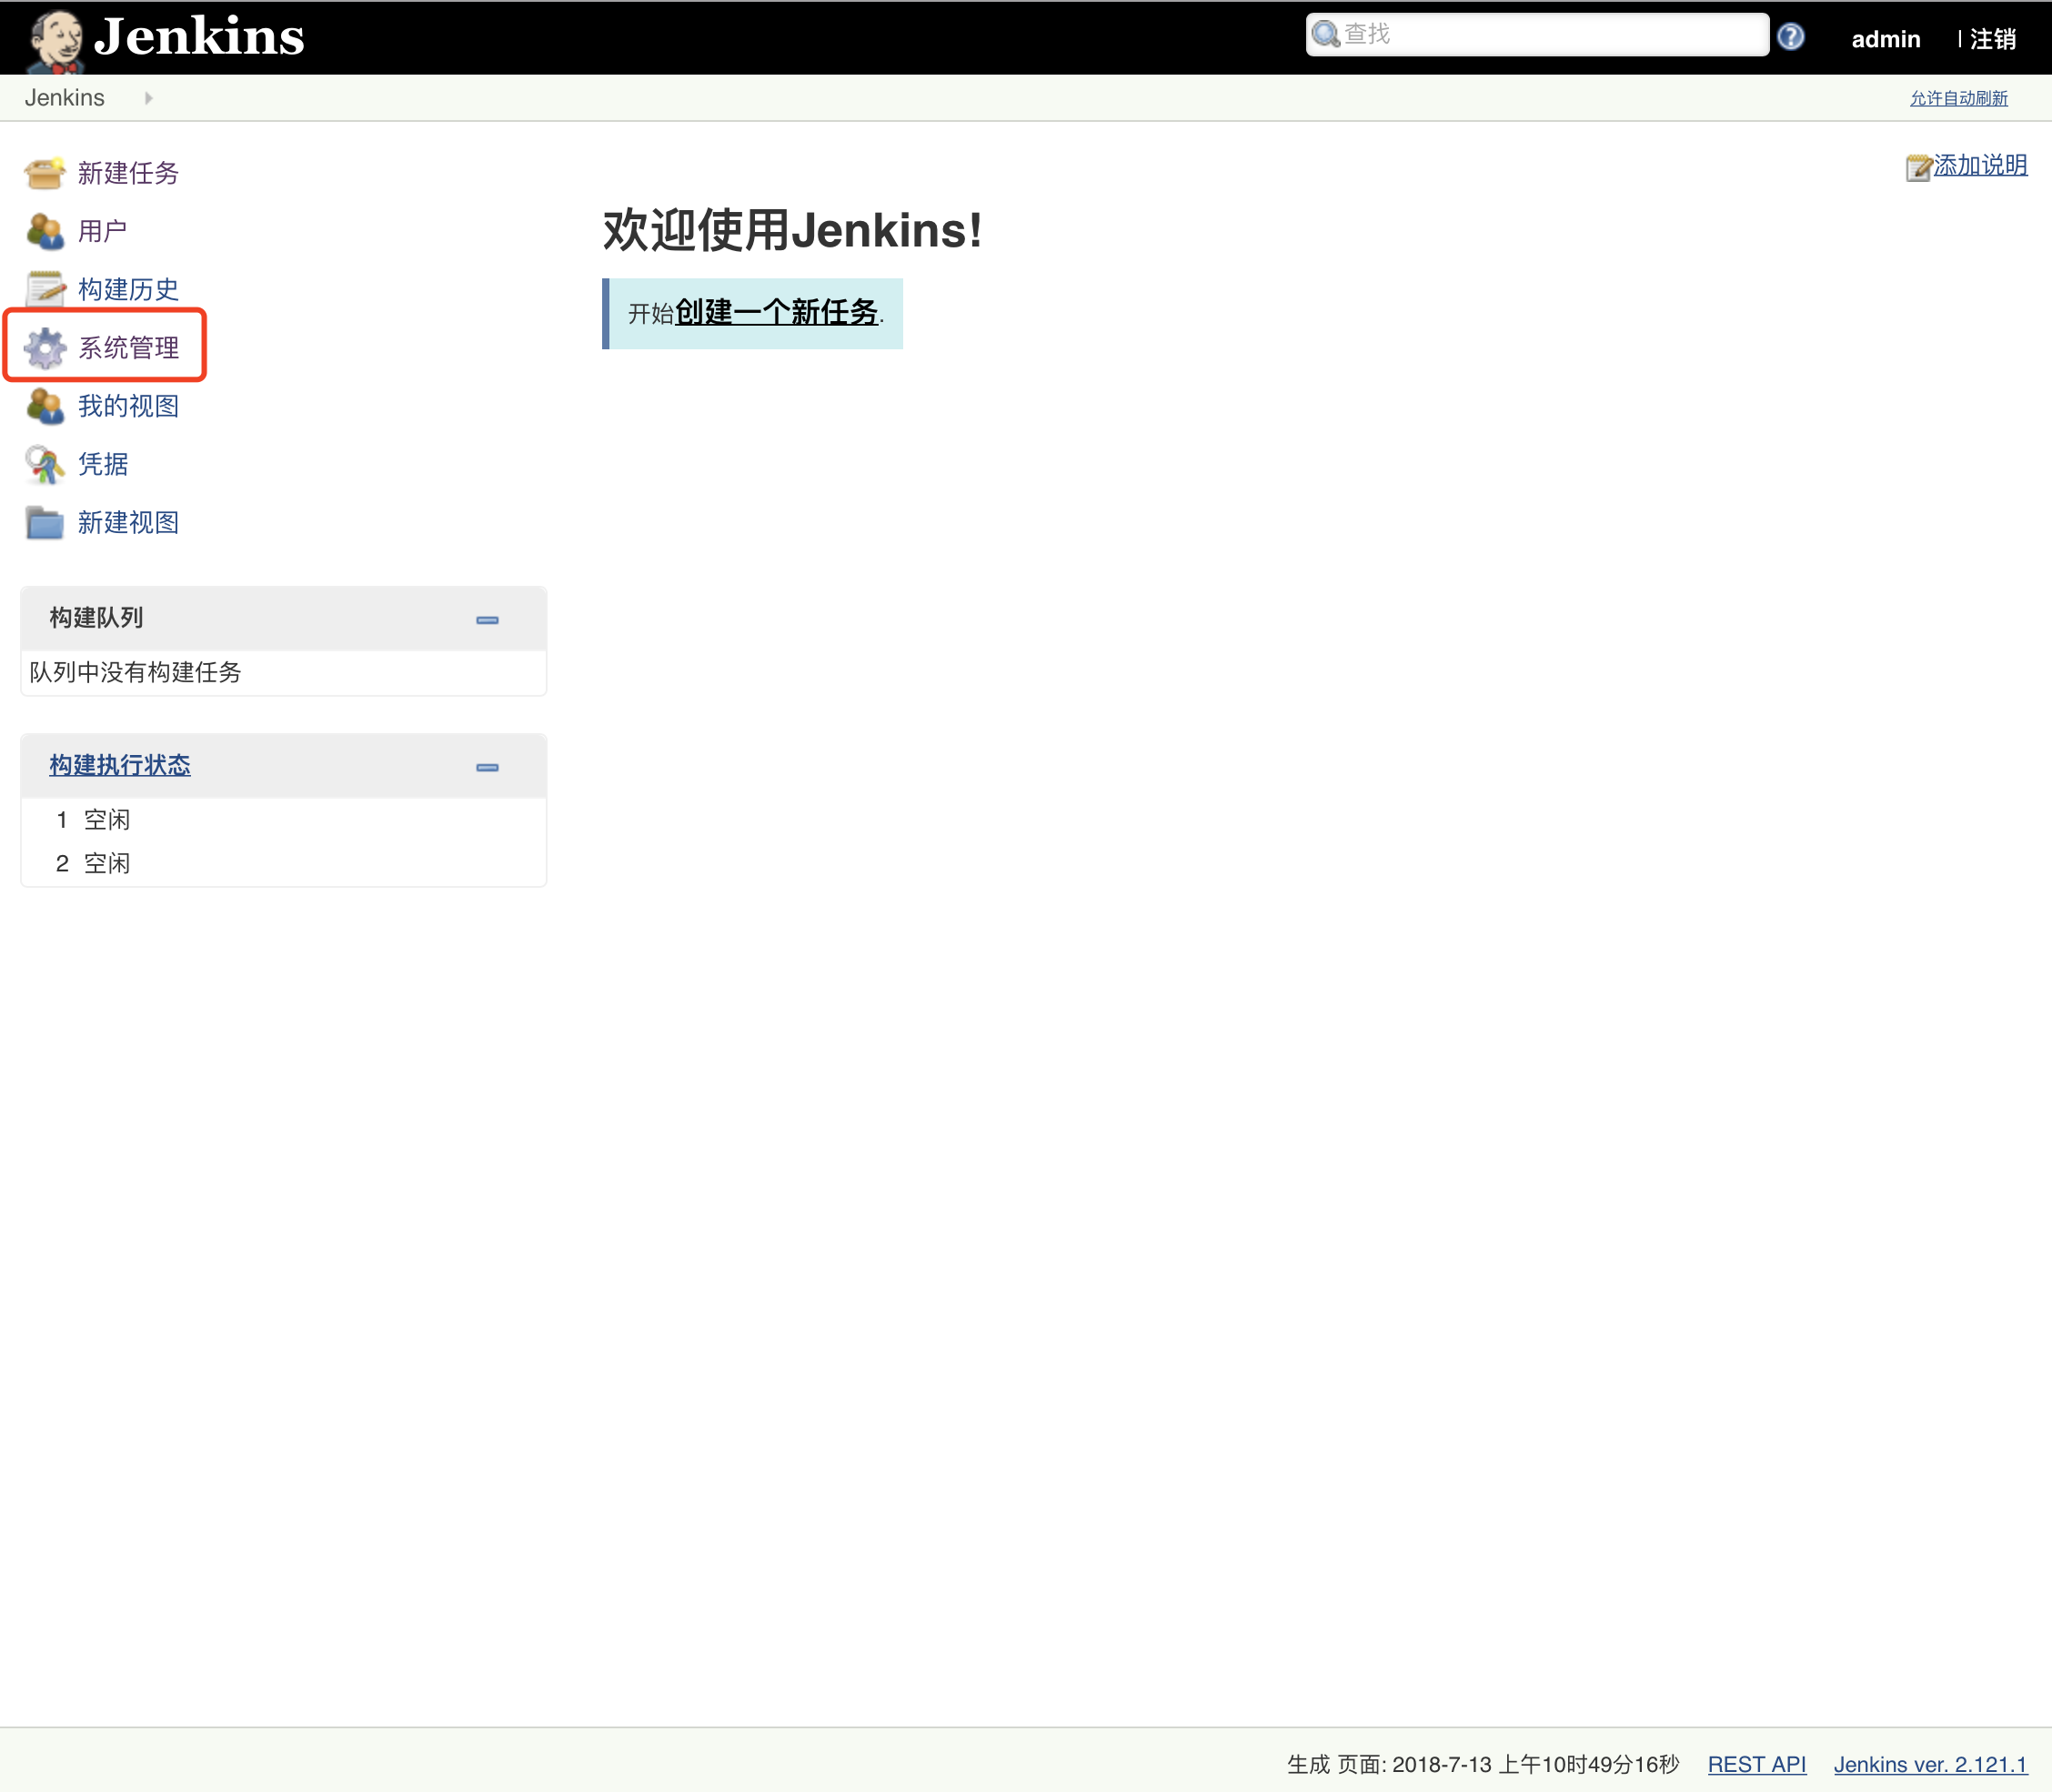 Jenkins
查找
admin
| 注销
Jenkins
允许自动刷新
新建任务
用户
构建历史
系统管理
我的视图
凭据
新建视图
构建队列
队列中没有构建任务
构建执行状态
1 空闲
2 空闲
添加说明
欢迎使用Jenkins!
开始创建一个新任务.
生成 页面: 2018-7-13 上午10时49分16秒 REST API Jenkins ver. 2.121.1